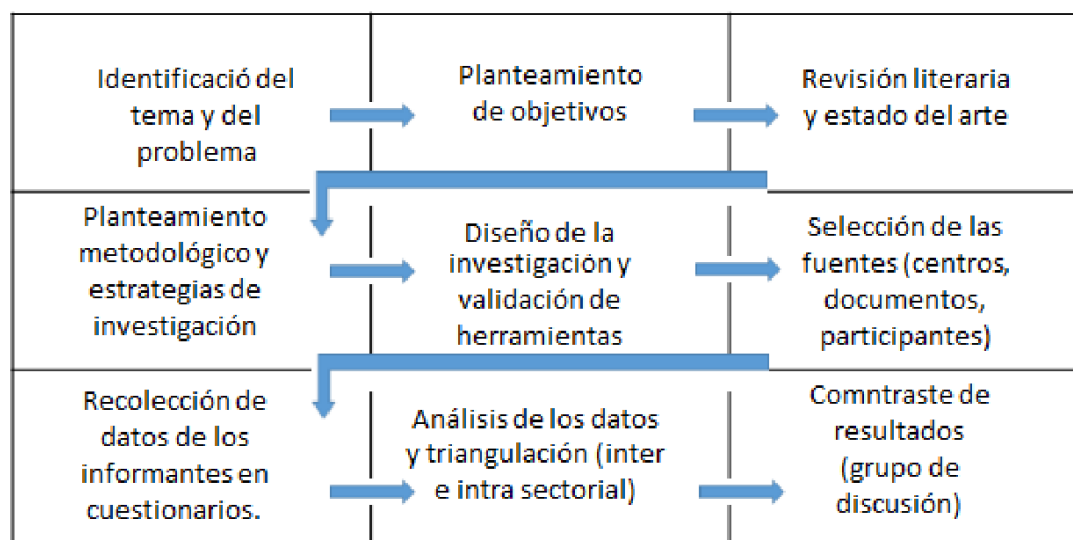 Identificació del
tema y del
problema
Planteamiento
de objetivos
Revisión literaria
y estado del arte
Planteamiento
metodológico y
estrategias de
investigación
Diseño de la
investigación y
validación de
herramientas
Selección de las
fuentes (centros,
documentos,
participantes)
Recolección de
datos de los
informantes en
cuestionarios.
Análisis de los datos
y triangulación (inter
e intra sectorial)
Comntraste de
resultados
(grupo de
discusión)